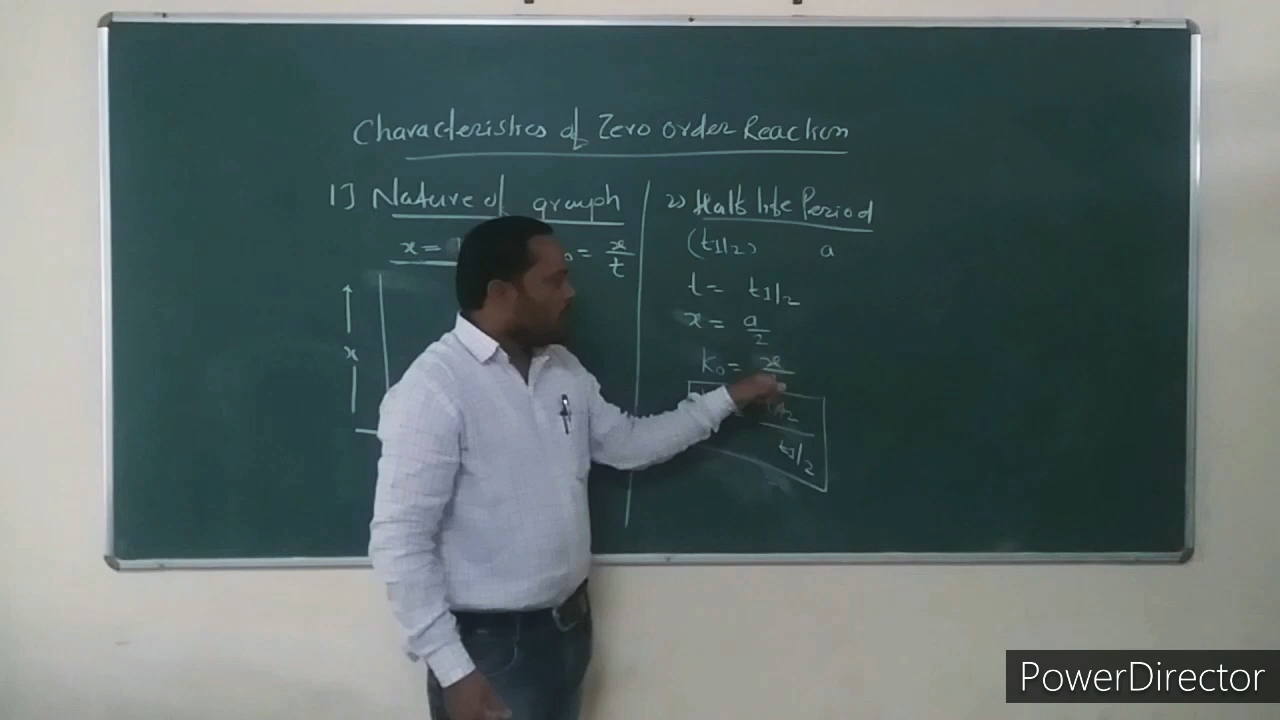 Characteristics of Zero order Reaction
1] Nature of graph
x =
= x/t
x
2) Half life Period
(t1/2) a
t = t1/2
x = a/2
K0 = x
t1/2
PowerDirector